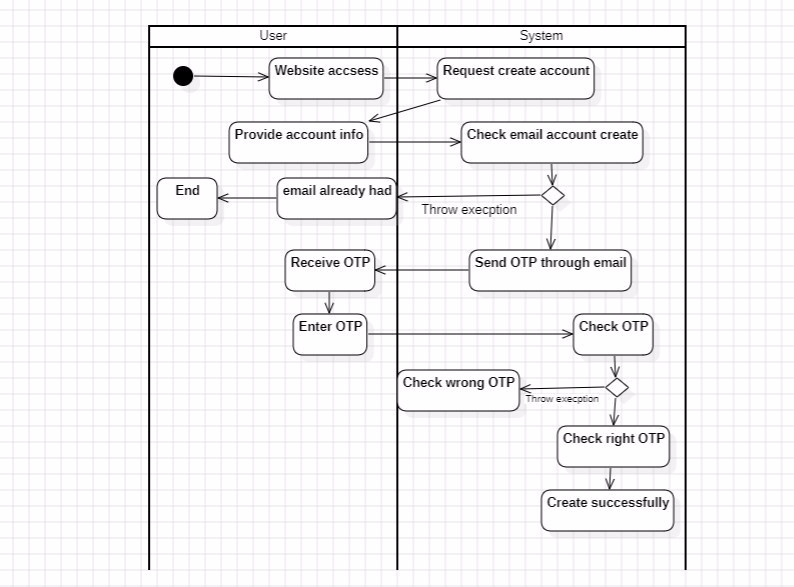 User
System
Website accsess
Request create account
Provide account info
Check email account create
End
email already had
Throw execption
Receive OTP
Send OTP through email
Enter OTP
Check OTP
Check wrong OTP
Throw execption
Check right OTP
Create successfully